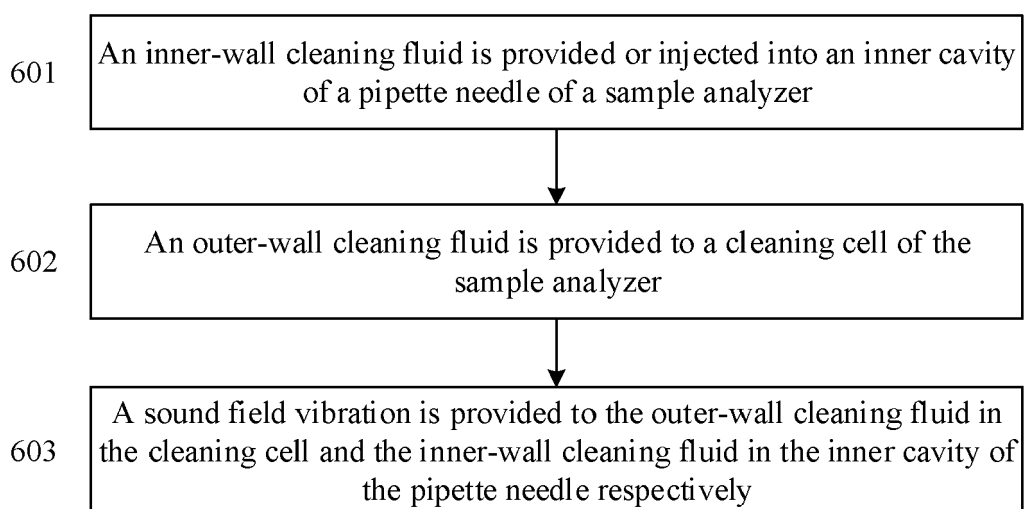 601
An inner-wall cleaning fluid is provided or injected into an inner cavity
of a pipette needle of a sample analyzer
602
An outer-wall cleaning fluid is provided to a cleaning cell of the
sample analyzer
603
A sound field vibration is provided to the outer-wall cleaning fluid in
the cleaning cell and the inner-wall cleaning fluid in the inner cavity of
the pipette needle respectively